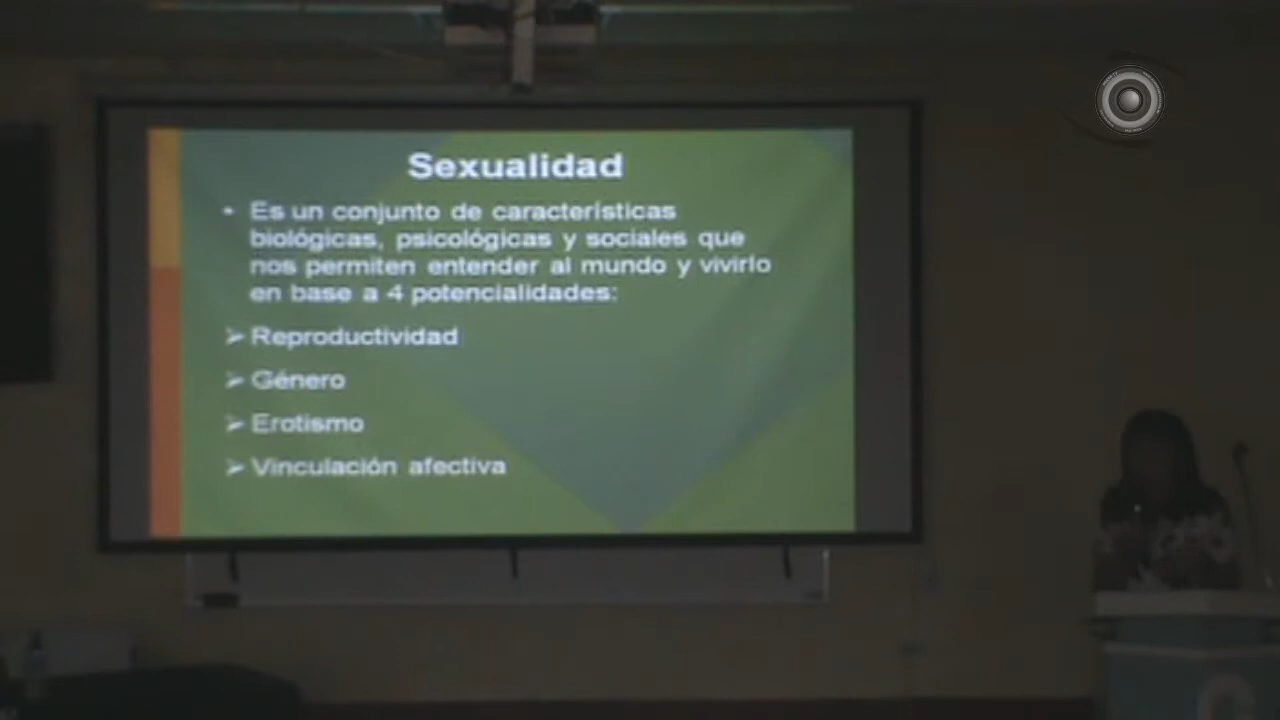 Sexualidad
• Es un conjunto de características
biológicas, psicológicas y sociales que
nos permiten entender al mundo y vivirlo
en base a 4 potencialidades:
➢ Reproductividad
➢ Género
➢ Erotismo
➢ Vinculación afectiva